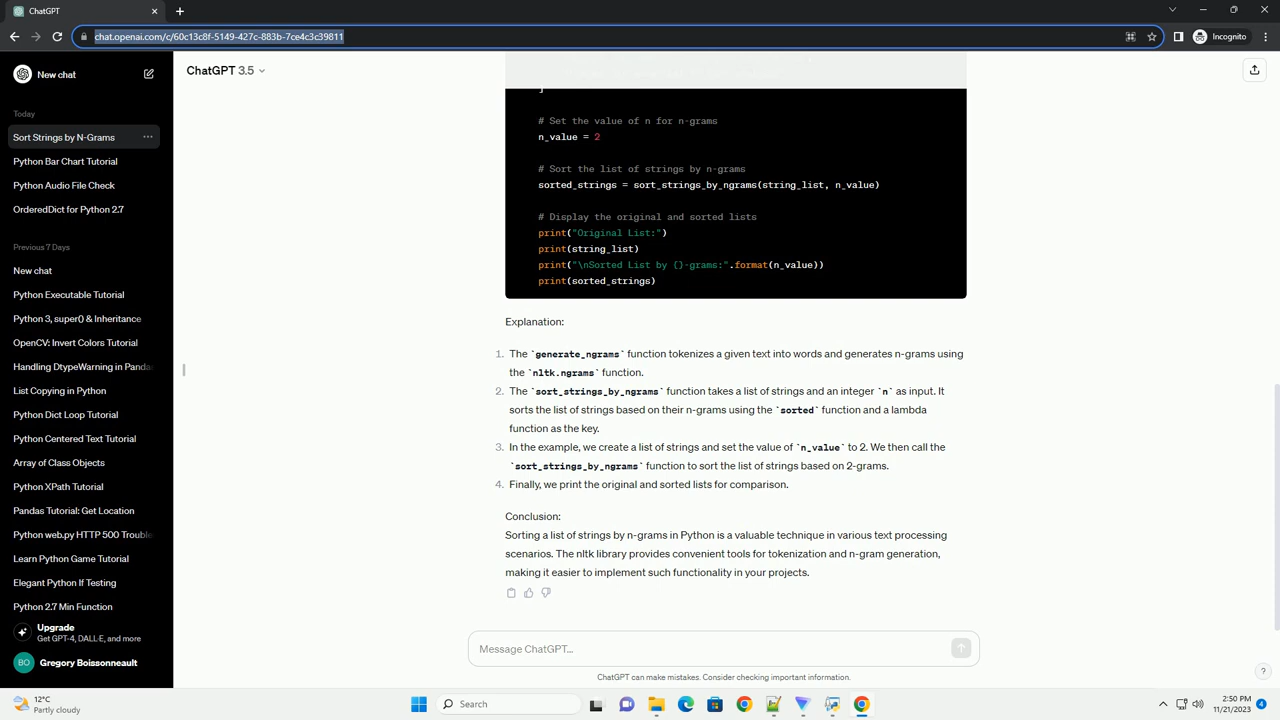 ChatGPT
chat.openai.com/c/60c13c8f-5149-427c-883b-7ce4c3c39811
Incognito
New chat
Today
Sort Strings by N-Grams
Python Bar Chart Tutorial
Python Audio File Check
OrderedDict for Python 2.7
Previous 7 Days
New chat
Python Executable Tutorial
Python 3, super() & Inheritance
OpenCV: Invert Colors Tutorial
Handling DtypeWarning in Pandas
List Copying in Python
Python Dict Loop Tutorial
Python Centered Text Tutorial
Array of Class Objects
Python XPath Tutorial
Pandas Tutorial: Get Location
Python web.py HTTP 500 Trouble
Learn Python Game Tutorial
Elegant Python If Testing
Python 2.7 Min Function
Upgrade
Get GPT-4, DALL·E, and more
BO Gregory Boissonneault
ChatGPT 3.5
]
# Set the value of n for n-grams
n_value = 2
# Sort the list of strings by n-grams
sorted_strings = sort_strings_by_ngrams(string_list, n_value)
# Display the original and sorted lists
print("Original List:")
print(string_list)
print("\nSorted List by {}-grams:".format(n_value))
print(sorted_strings)
Explanation:
1. The `generate_ngrams` function tokenizes a given text into words and generates n-grams using
the `nltk.ngrams` function.
2. The `sort_strings_by_ngrams` function takes a list of strings and an integer `n` as input. It
sorts the list of strings based on their n-grams using the `sorted` function and a lambda
function as the key.
3. In the example, we create a list of strings and set the value of `n_value` to 2. We then call the
`sort_strings_by_ngrams` function to sort the list of strings based on 2-grams.
4. Finally, we print the original and sorted lists for comparison.
Conclusion:
Sorting a list of strings by n-grams in Python is a valuable technique in various text processing
scenarios. The nltk library provides convenient tools for tokenization and n-gram generation,
making it easier to implement such functionality in your projects.
Message ChatGPT...
ChatGPT can make mistakes. Consider checking important information.
?
12°C
Partly cloudy
Search
2:50 PM
11/21/2023
4